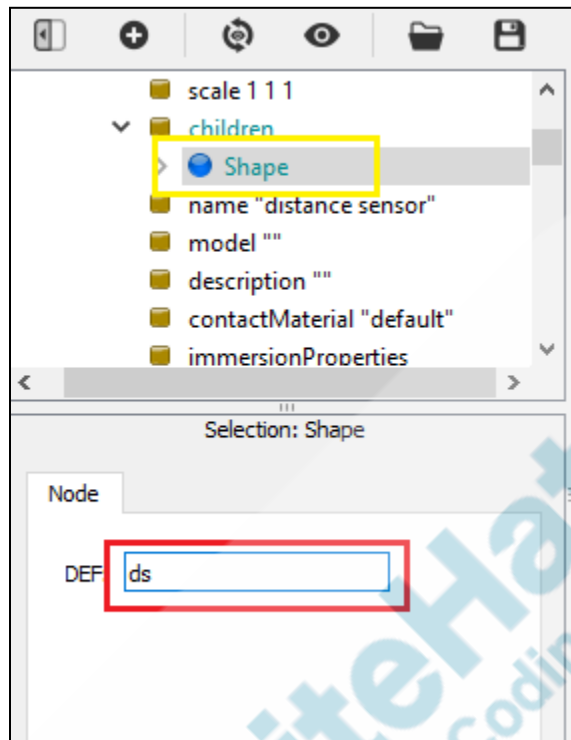 scale 1 1 1
children
Shape
name "distance sensor"
model ""
description ""
contactMaterial "default"
immersionProperties
Selection: Shape
Node
DEF: ds